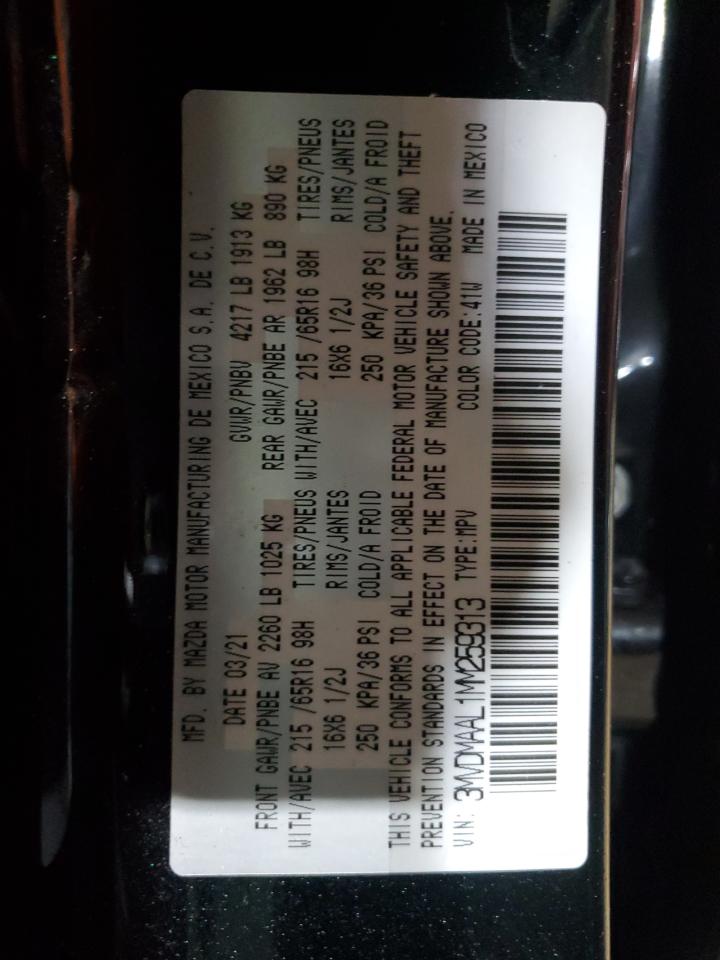 MFD. BY MAZDA MOTOR MANUFACTURING DE MEXICO S.A. DE C.V.
DATE 03/21 GVWR/PNBV 4217 LB 1913 KG
FRONT GAWR/PNBE AV 2260 LB 1025 KG REAR GAWR/PNBE AR 1962 LB 890 KG
WITH/AVEC 215 /65R16 98H TIRES/PNEUS WITH/AVEC 215 /65R16 98H TIRES/PNEUS
16X6 1/2J RIMS/JANTES 16X6 1/2J RIMS/JANTES
250 KPA/36 PSI COLD/A FROID 250 KPA/36 PSI COLD/A FROID
THIS VEHICLE CONFORMS TO ALL APPLICABLE FEDERAL MOTOR VEHICLE SAFETY AND THEFT
PREVENTION STANDARDS IN EFFECT ON THE DATE OF MANUFACTURE SHOWN ABOVE.
VIN: 3MVDMAAL1MM259313 TYPE:MPV COLOR CODE:41W MADE IN MEXICO